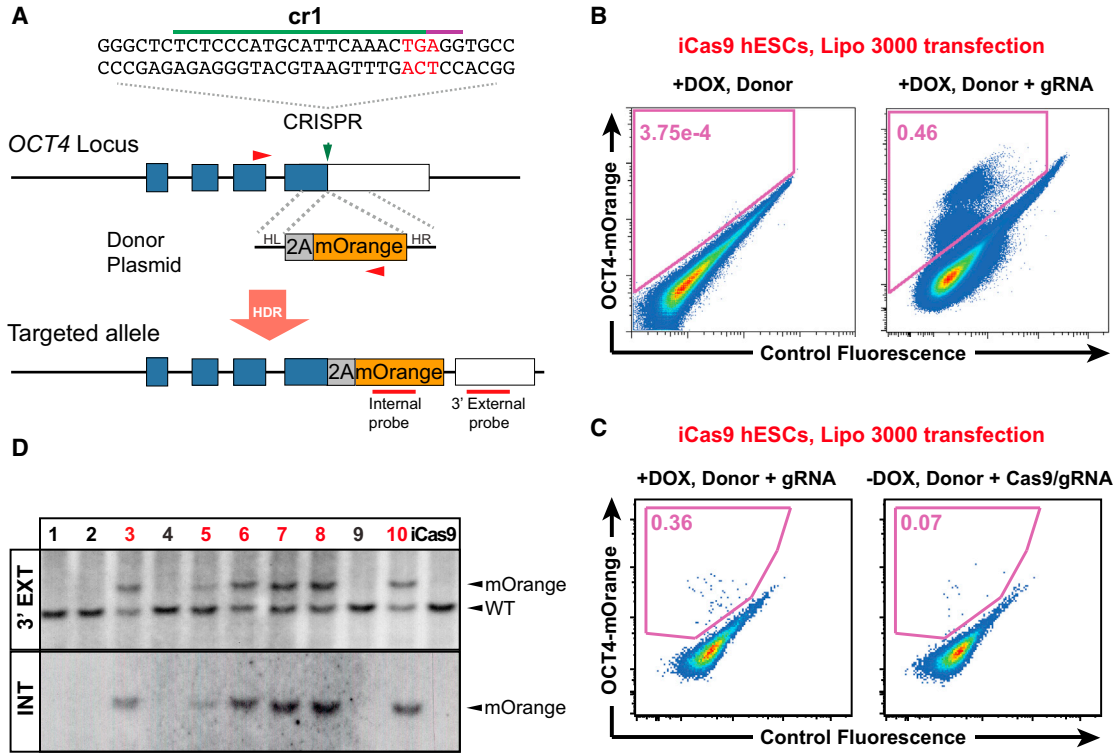 A
cr1
GGGCTCTCTCCCATGCATTCAAACTGAGGTGCC
CCCGAGAGAGGGTACGTAAGTTTGACTCCACGG
CRISPR
OCT4 Locus
HL
2A
mOrange
HR
Donor
Plasmid
HDR
Targeted allele
2A
mOrange
Internal
probe
3' External
probe
B
iCas9 hESCs, Lipo 3000 transfection
+DOX, Donor
+DOX, Donor + gRNA
3.75e-4
0.46
OCT4-mOrange
Control Fluorescence
C
iCas9 hESCs, Lipo 3000 transfection
+DOX, Donor + gRNA
-DOX, Donor + Cas9/gRNA
0.36
0.07
OCT4-mOrange
Control Fluorescence
D
1 2 3 4 5 6 7 8 9 10 iCas9
3' EXT
mOrange
WT
INT
mOrange